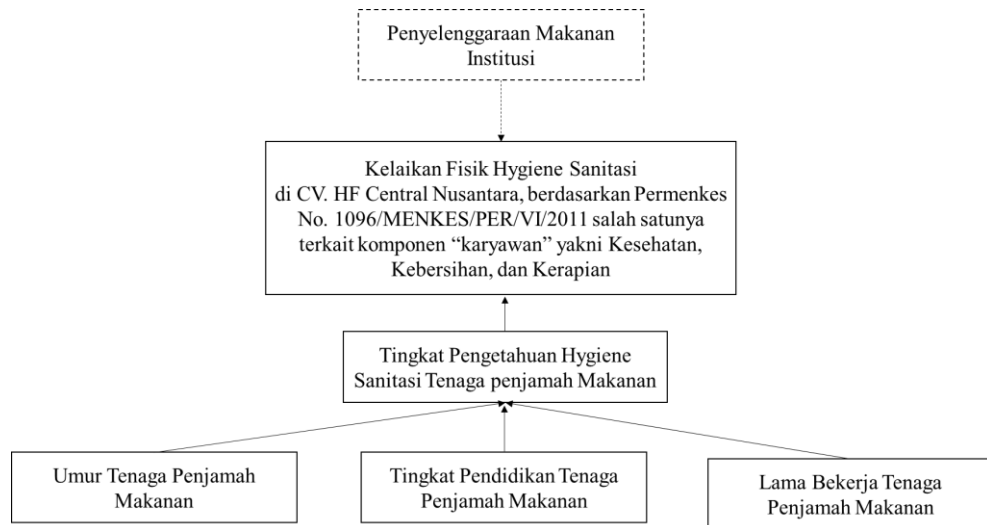 Penyelenggaraan Makanan
Institusi
Kelaikan Fisik Hygiene Sanitasi
di CV. HF Central Nusantara, berdasarkan Permenkes
No. 1096/MENKES/PER/VI/2011 salah satunya
terkait komponen “karyawan” yakni Kesehatan,
Kebersihan, dan Kerapian
Tingkat Pengetahuan Hygiene
Sanitasi Tenaga penjamah Makanan
Umur Tenaga Penjamah
Makanan
Tingkat Pendidikan Tenaga
Penjamah Makanan
Lama Bekerja Tenaga
Penjamah Makanan